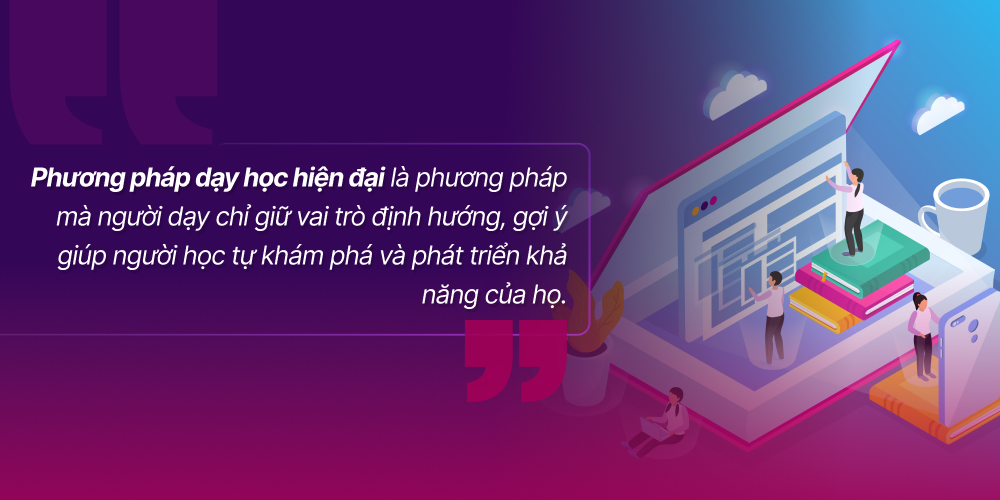 Phương pháp dạy học hiện đại là phương pháp
mà người dạy chỉ giữ vai trò định hướng, gợi ý
giúp người học tự khám phá và phát triển khả
năng của họ.